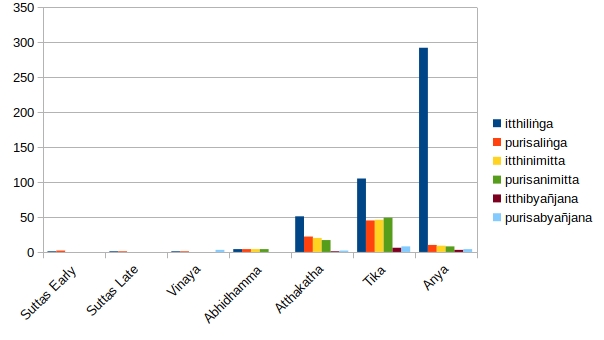 350
300
250
200
150
100
50
0
Suttas Early
Suttas Late
Vinaya
Abhidhamma
Atthakatha
Tika
Anya
itthiliṅga
purisaliṅga
itthinimitta
purisanimitta
itthibyañjana
purisabyañjana